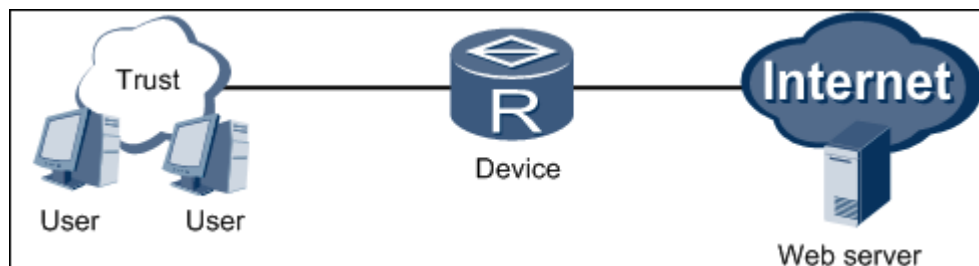 Trust
Internet
R
Device
User
User
Web server